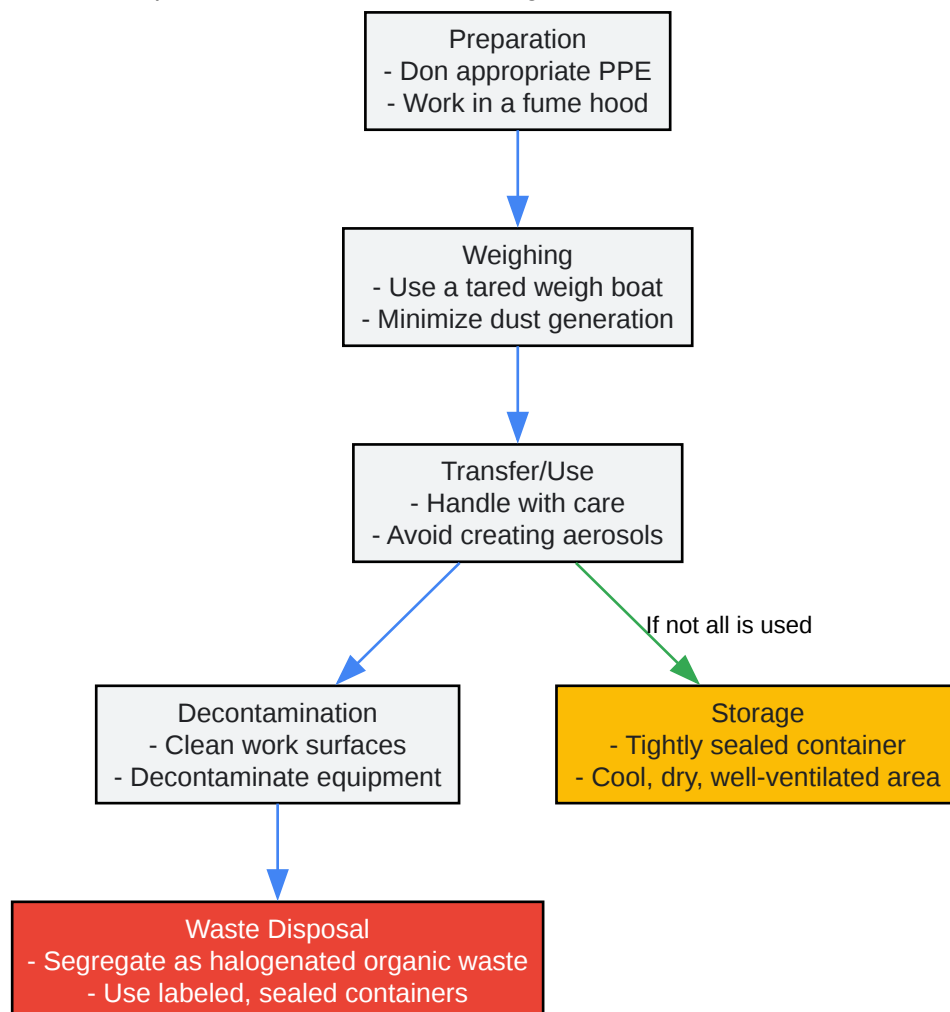 Preparation
- Don appropriate PPE
- Work in a fume hood
Weighing
- Use a tared weigh boat
- Minimize dust generation
Transfer/Use
- Handle with care
- Avoid creating aerosols
If not all is used
Decontamination
- Clean work surfaces
- Decontaminate equipment
Storage
- Tightly sealed container
- Cool, dry, well-ventilated area
Waste Disposal
- Segregate as halogenated organic waste
- Use labeled, sealed containers